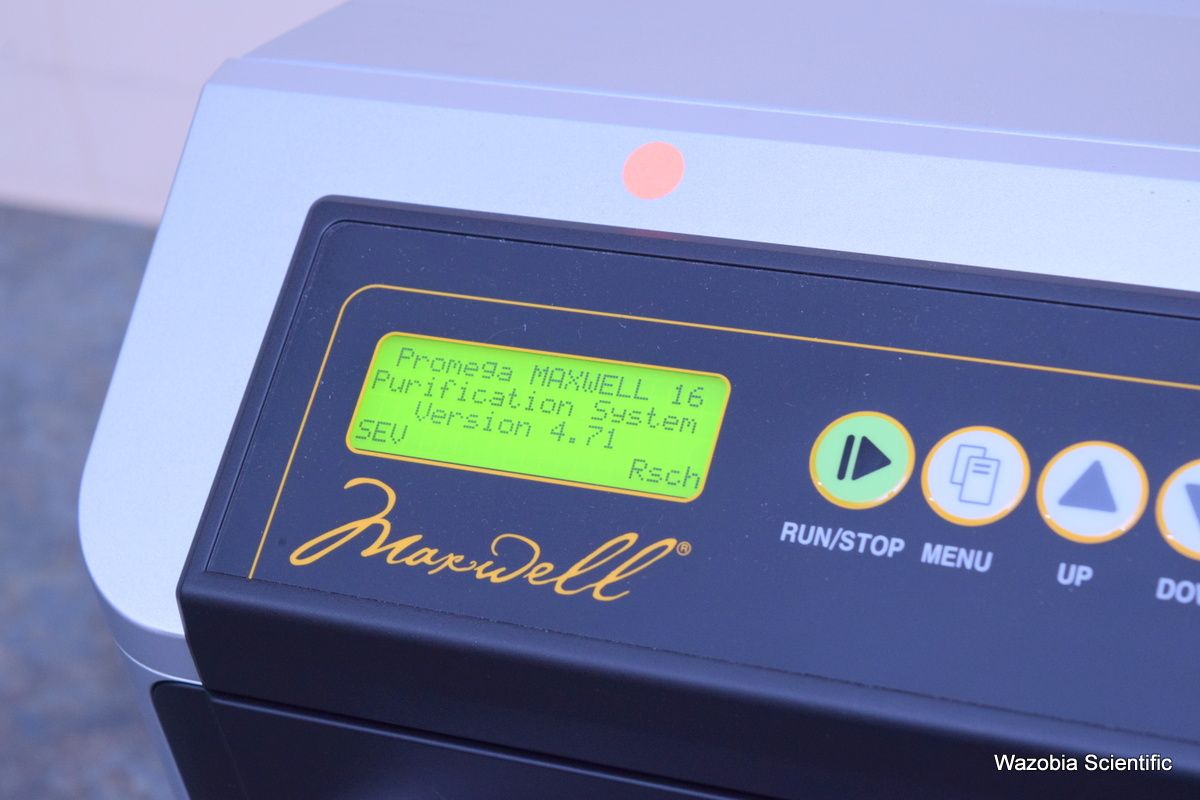 Promega MAXWELL 16
Purification System
Version 4.71
SEV
Rsch
Maxwell®
RUN/STOP
MENU
UP
Wazobia Scientific